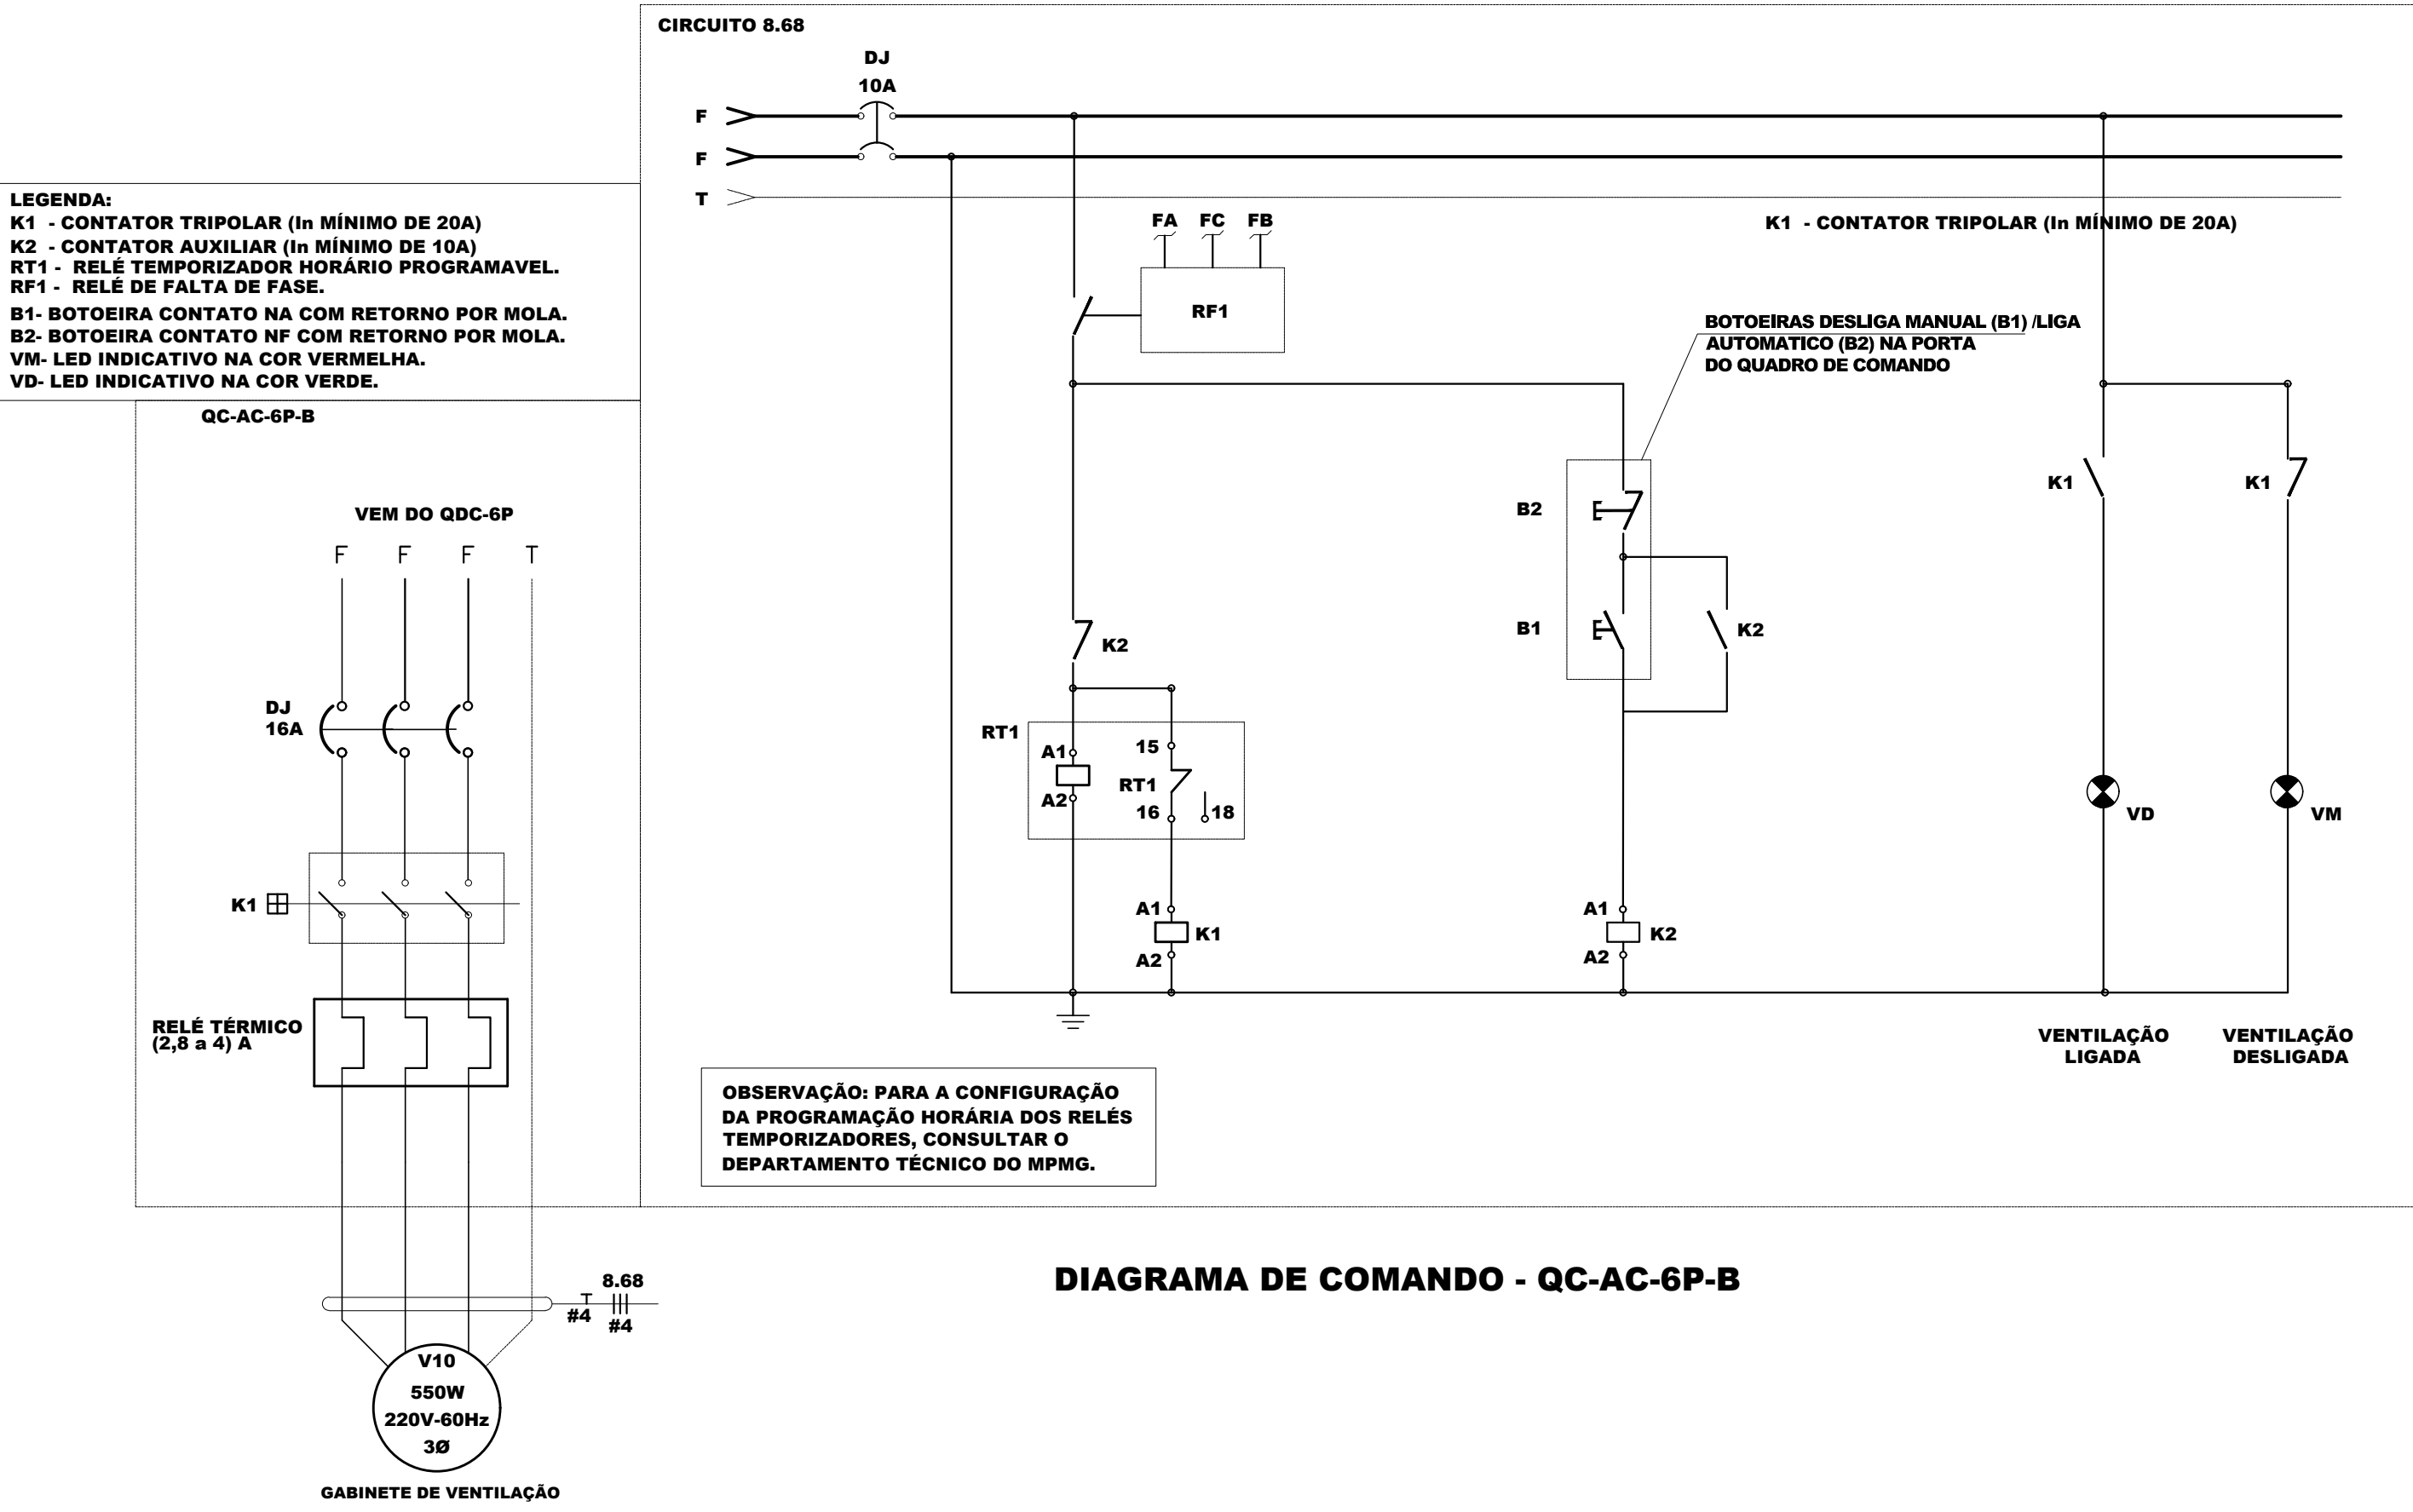 CIRCUITO 8.68
DJ
10A
F
F
T
LEGENDA:
K1 - CONTATOR TRIPOLAR (In MÍNIMO DE 20A)
K2 - CONTATOR AUXILIAR (In MÍNIMO DE 10A)
RT1 - RELÉ TEMPORIZADOR HORÁRIO PROGRAMAVEL.
RF1 - RELÉ DE FALTA DE FASE.
B1- BOTOEIRA CONTATO NA COM RETORNO POR MOLA.
B2- BOTOEIRA CONTATO NF COM RETORNO POR MOLA.
VM- LED INDICATIVO NA COR VERMELHA.
VD- LED INDICATIVO NA COR VERDE.
FA FC FB
RF1
K1 - CONTATOR TRIPOLAR (In MÍNIMO DE 20A)
BOTOEIRAS DESLIGA MANUAL (B1) /LIGA
AUTOMATICO (B2) NA PORTA
DO QUADRO DE COMANDO
QC-AC-6P-B
VEM DO QDC-6P
F F F T
DJ
16A
K1
RELÉ TÉRMICO
(2,8 a 4) A
B2
B1
K2
K2
K1
K1
RT1
A1
A2
15
RT1
16
18
A1
K1
A2
A1
K2
A2
VD
VM
VENTILAÇÃO
LIGADA
VENTILAÇÃO
DESLIGADA
OBSERVAÇÃO: PARA A CONFIGURAÇÃO
DA PROGRAMAÇÃO HORÁRIA DOS RELÉS
TEMPORIZADORES, CONSULTAR O
DEPARTAMENTO TÉCNICO DO MPMG.
DIAGRAMA DE COMANDO - QC-AC-6P-B
8.68
T
#4
#4
V10
550W
220V-60Hz
3Ø
GABINETE DE VENTILAÇÃO